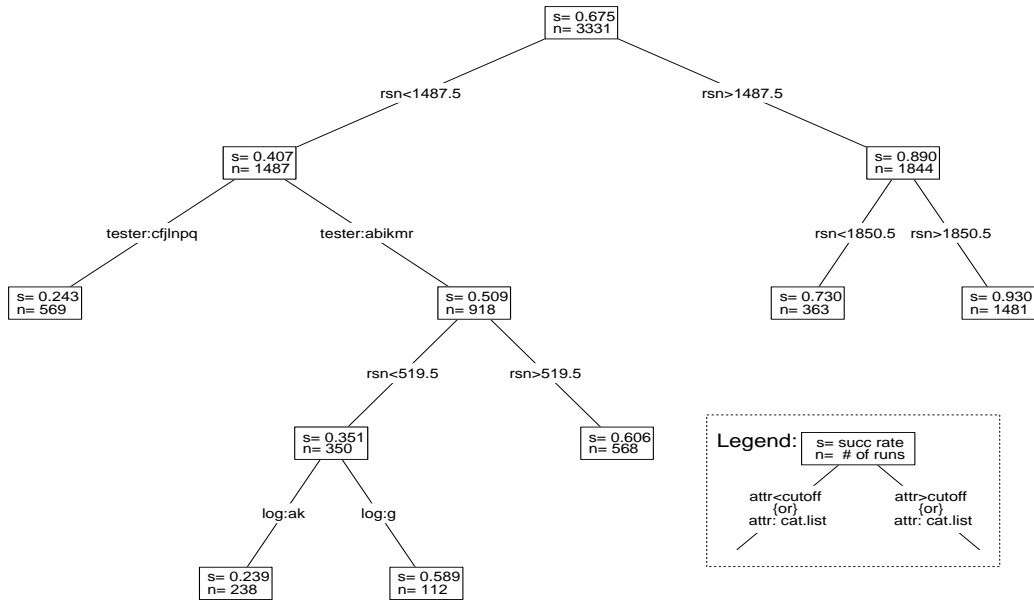 s= 0.675
n= 3331
rsn<1487.5
rsn>1487.5
s= 0.407
n= 1487
s= 0.890
n= 1844
tester:cfjlnpq
tester:abikmr
rsn<1850.5
rsn>1850.5
s= 0.243
n= 569
s= 0.509
n= 918
s= 0.730
n= 363
s= 0.930
n= 1481
rsn<519.5
rsn>519.5
s= 0.351
n= 350
s= 0.606
n= 568
log:ak
log:g
s= 0.239
n= 238
s= 0.589
n= 112
Legend:
s= succ rate
n= # of runs
attr<cutoff
{or}
attr: cat.list
attr>cutoff
{or}
attr: cat.list